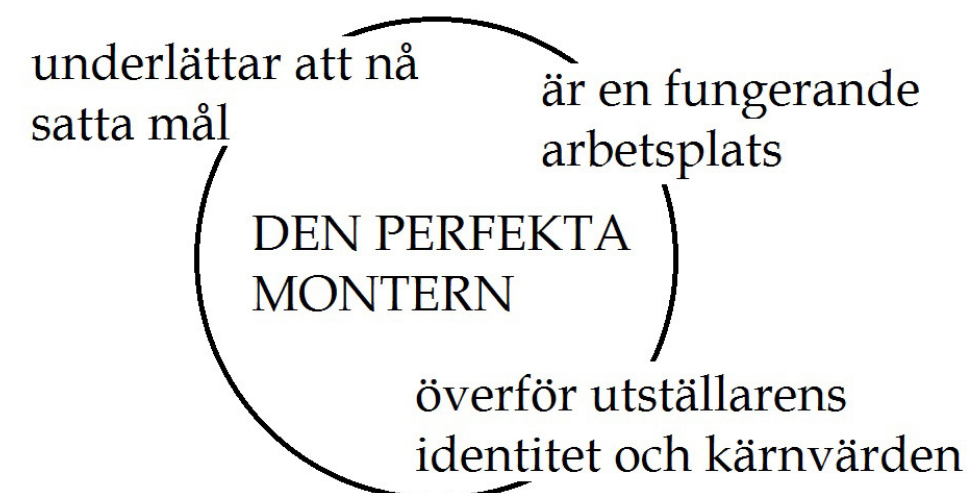 underlättar att nå
satta mål
är en fungerande
arbetsplats
DEN PERFEKTA
MONTERN
överför utställarens
identitet och kärnvärden